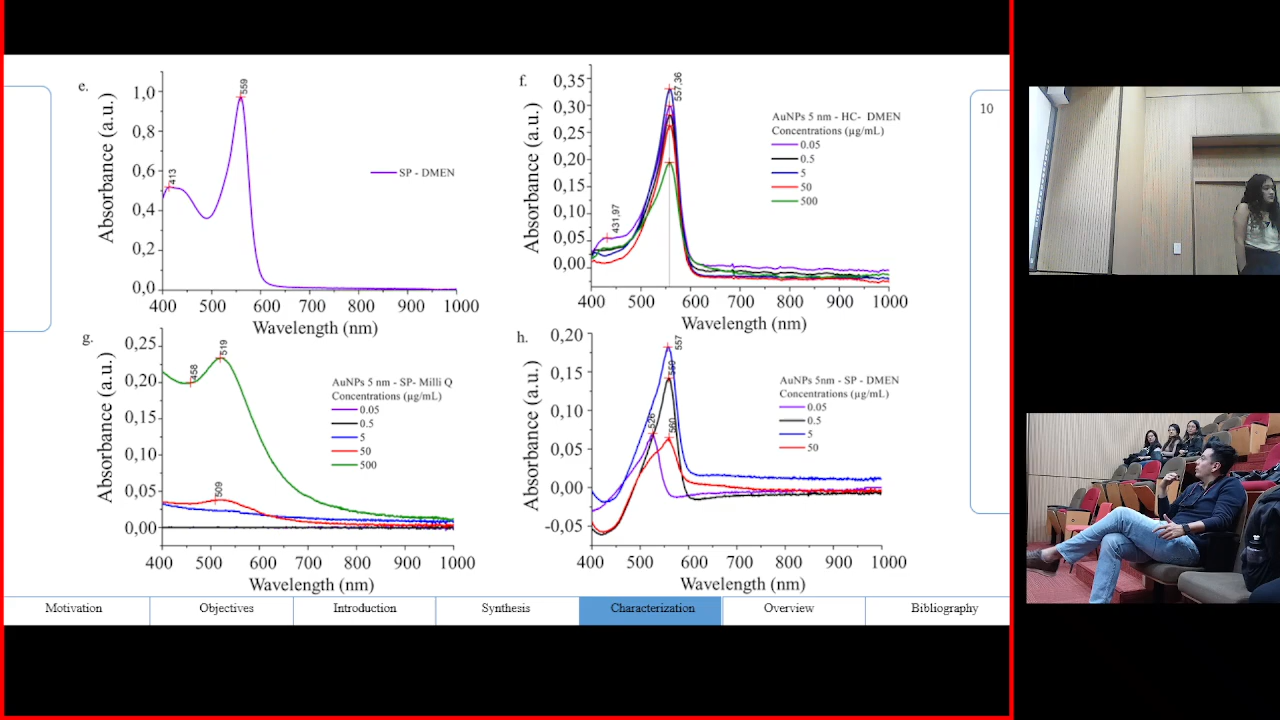 e.
559
413
Absorbance (a.u.)
1,0
0,8
0,6
0,4
0,2
0,0
SP - DMEN
400 500 600 700 800 900 1000
Wavelength (nm)
f.
557,36
431,97
Absorbance (a.u.)
0,35
0,30
0,25
0,20
0,15
0,10
0,05
0,00
AuNPs 5 nm - HC- DMEN
Concentrations (µg/mL)
0.05
0.5
5
50
500
400 500 600 700 800 900 1000
Wavelength (nm)
10
g.
519
458
509
Absorbance (a.u.)
0,25
0,20
0,15
0,10
0,05
0,00
AuNPs 5 nm - SP- Milli Q
Concentrations (µg/mL)
0.05
0.5
5
50
500
400 500 600 700 800 900 1000
Wavelength (nm)
h.
557
526
560
Absorbance (a.u.)
0,20
0,15
0,10
0,05
0,00
-0,05
AuNPs 5nm - SP - DMEN
Concentrations (µg/mL)
0.05
0.5
5
50
400 500 600 700 800 900 1000
Wavelength (nm)
Motivation Objectives Introduction Synthesis Characterization Overview Bibliography